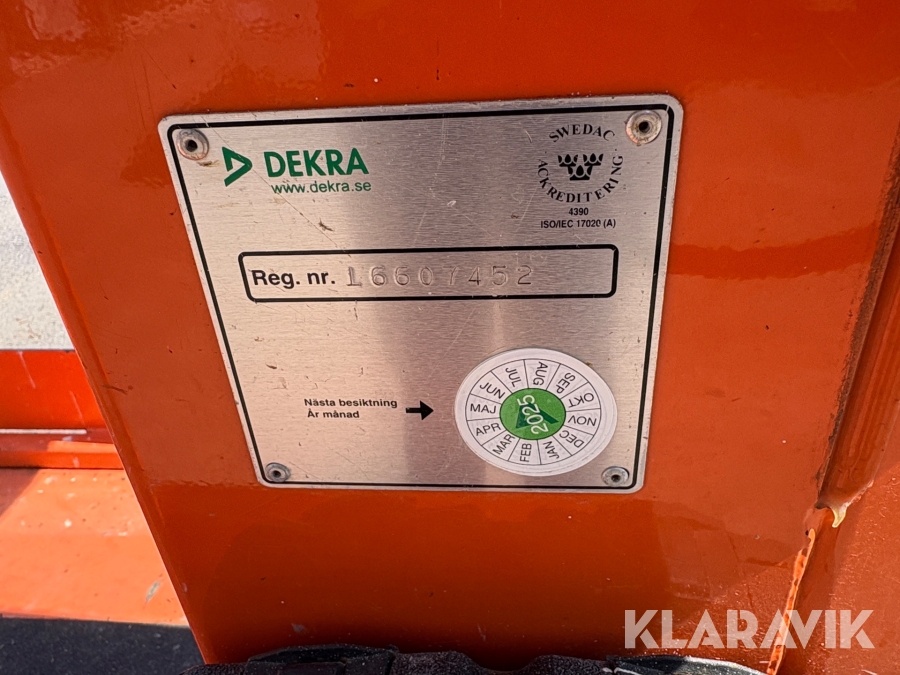 DEKRA
www.dekra.se
SWEDAC
ACKREDITERING
4390
ISO/IEC 17020 (A)
Reg. nr. L6607452
Nästa besiktning
År månad
JAN
FEB
MAR
APR
MAJ
JUN
JUL
AUG
SEP
OKT
NOV
DEC
2025
KLARAVIK